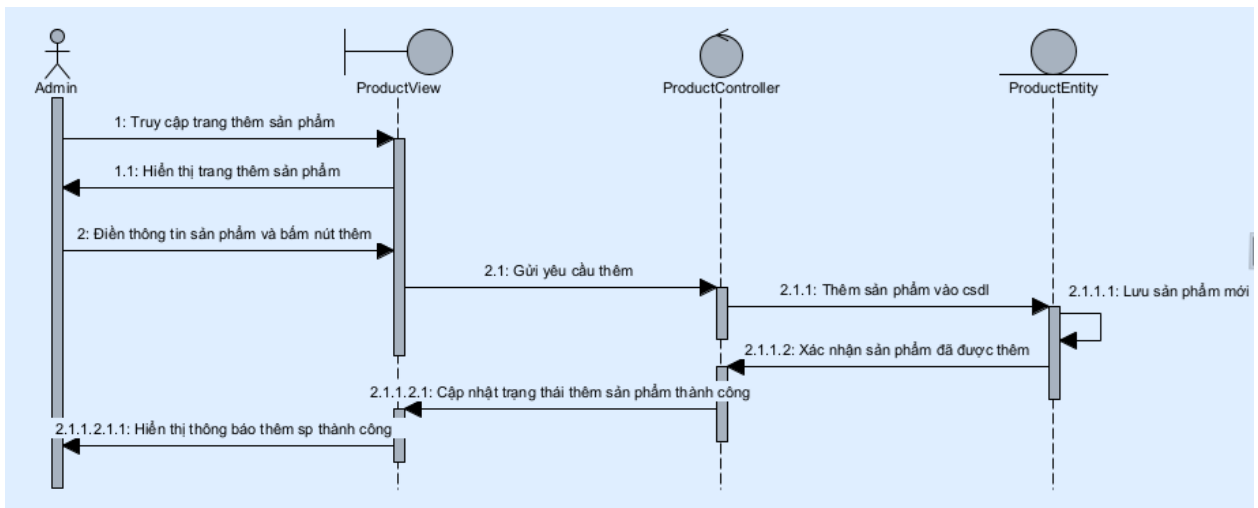 Admin
ProductView
ProductController
ProductEntity
1: Truy cập trang thêm sản phẩm
1.1: Hiển thị trang thêm sản phẩm
2: Điền thông tin sản phẩm và bấm nút thêm
2.1: Gửi yêu cầu thêm
2.1.1: Thêm sản phẩm vào csdl
2.1.1.1: Lưu sản phẩm mới
2.1.1.2: Xác nhận sản phẩm đã được thêm
2.1.1.2.1: Cập nhật trạng thái thêm sản phẩm thành công
2.1.1.2.1.1: Hiển thị thông báo thêm sp thành công